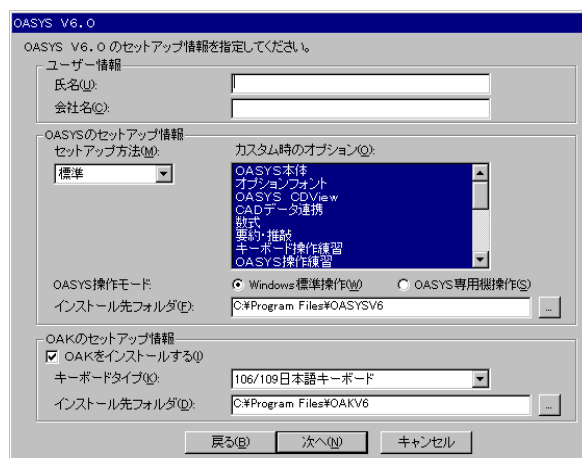 OASYS V6.0
OASYS V6.0 のセットアップ情報を指定してください。
ユーザー情報
氏名(U):
会社名(C):
OASYSのセットアップ情報
セットアップ方法(M):
標準
カスタム時のオプション(O):
OASYS本体
オプションフォント
OASYS CDView
CADデータ連携
数式
要約・推敲
キーボード操作練習
OASYS操作練習
OASYS操作モード:
Windows標準操作(W)
OASYS専用機操作(S)
インストール先フォルダ(F):
C:¥Program Files¥OASYSV6
...
OAKのセットアップ情報
OAKをインストールする(I)
キーボードタイプ(K):
106/109日本語キーボード
インストール先フォルダ(D):
C:¥Program Files¥OAKV6
...
戻る(B)
次へ(N)
キャンセル